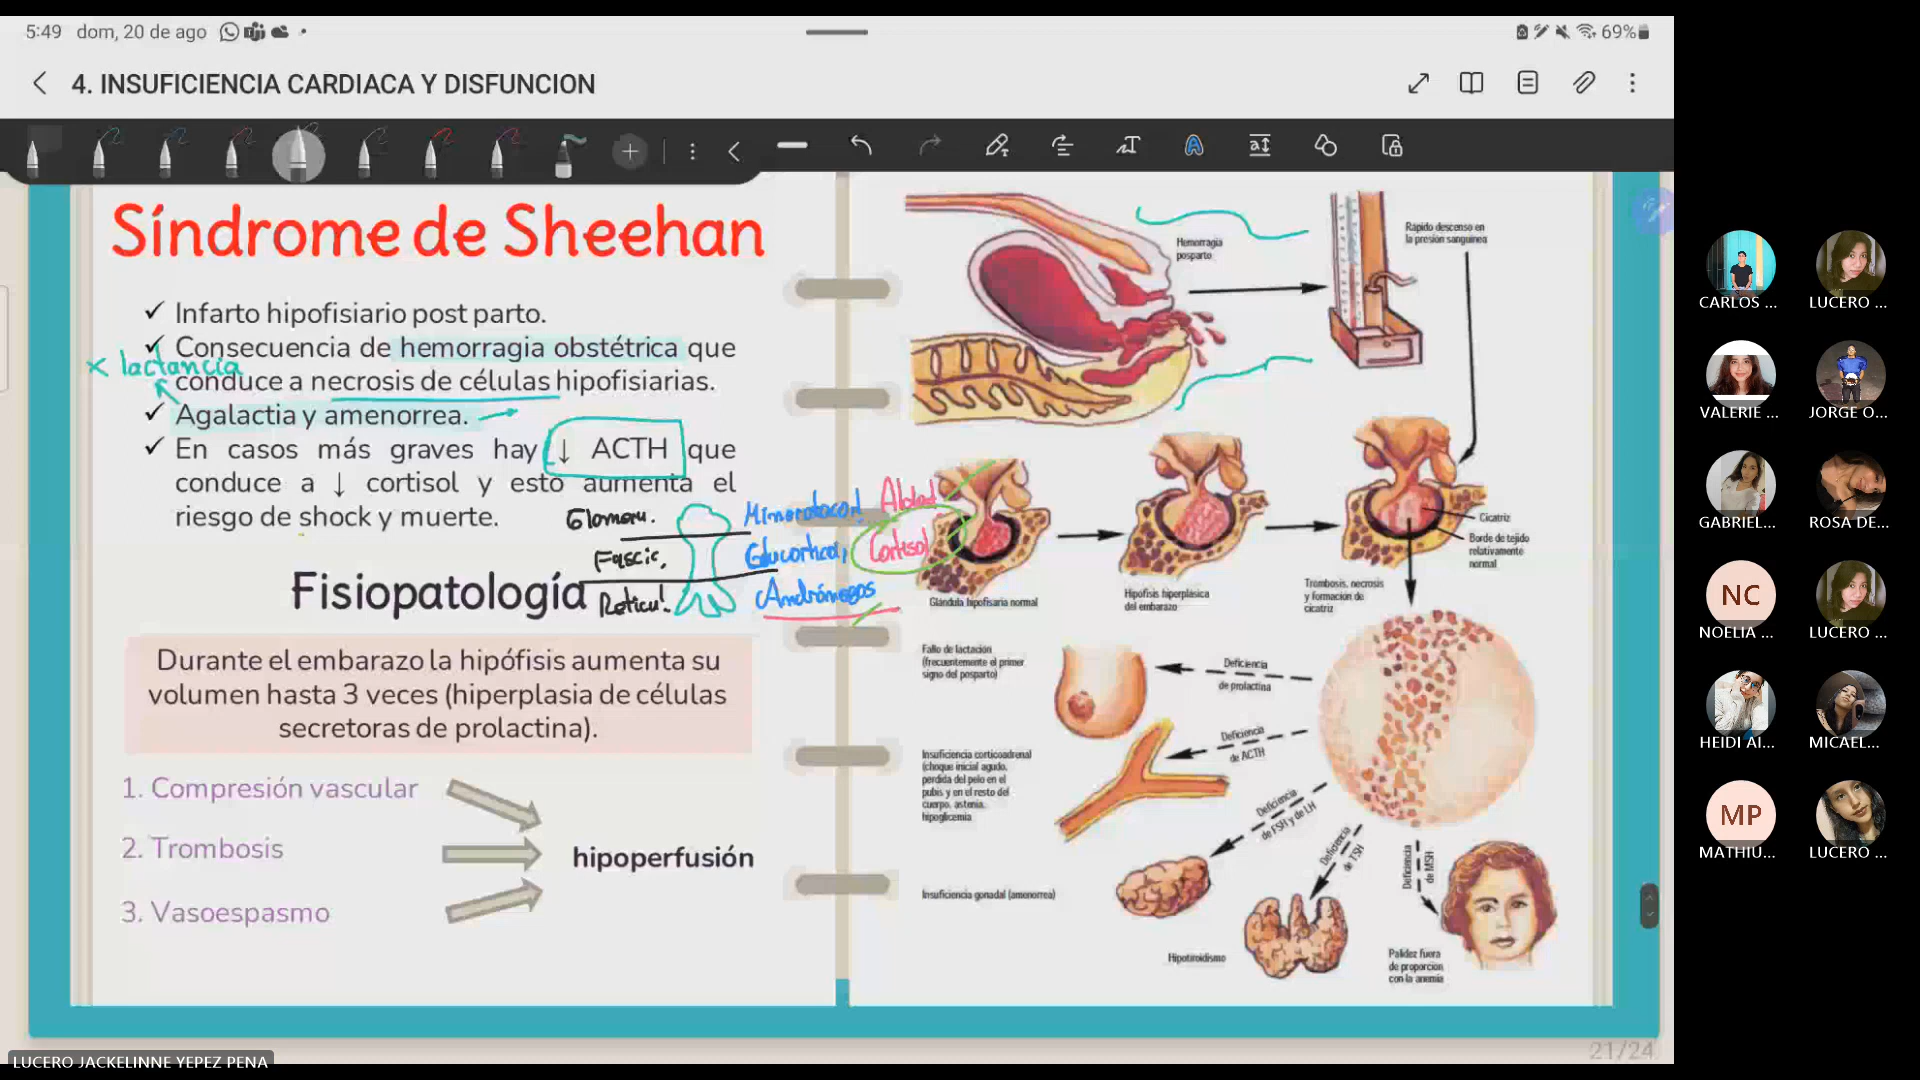 5:49 dom, 20 de ago
69%
4. INSUFICIENCIA CARDIACA Y DISFUNCION
Síndrome de Sheehan
✓ Infarto hipofisiario post parto.
✓ Consecuencia de hemorragia obstétrica que
conduce a necrosis de células hipofisiarias.
x lactancia
✓ Agalactia y amenorrea.
✓ En casos más graves hay ↓ ACTH que
conduce a ↓ cortisol y esto aumenta el
riesgo de shock y muerte.
Glomeru.
Fascic.
Reticul.
Cortisol
Andrógenos
Fisiopatología
Durante el embarazo la hipófisis aumenta su
volumen hasta 3 veces (hiperplasia de células
secretoras de prolactina).
1. Compresión vascular
2. Trombosis
3. Vasoespasmo
hipoperfusión
Hemorragia
posparto
Rápido descenso en
la presión sanguínea
Glándula hipofisaria normal
Hipófisis hiperplásica
del embarazo
Trombosis, necrosis
y formación de
cicatriz
Cicatriz
Borde de tejido
relativamente
normal
Fallo de lactación
(frecuentemente el primer
signo del posparto)
Deficiencia
de prolactina
Insuficiencia corticoadrenal
(choque inicial agudo,
perdida del pelo en el
pubis y en el resto del
cuerpo, astenia,
hipoglicemia
Deficiencia
de ACTH
Deficiencia
de FSH y de LH
Deficiencia
de TSH
Deficiencia
de MSH
Insuficiencia gonadal (amenorrea)
Hipotiroidismo
Palidez fuera
de proporción
con la anemia
21/24
CARLOS ...
LUCERO ...
VALERIE ...
JORGE O...
GABRIEL...
ROSA DE...
NC
NOELIA ...
LUCERO ...
HEIDI AI...
MICAEL...
MP
MATHIU...
LUCERO ...
LUCERO JACKELINNE YEPEZ PENA